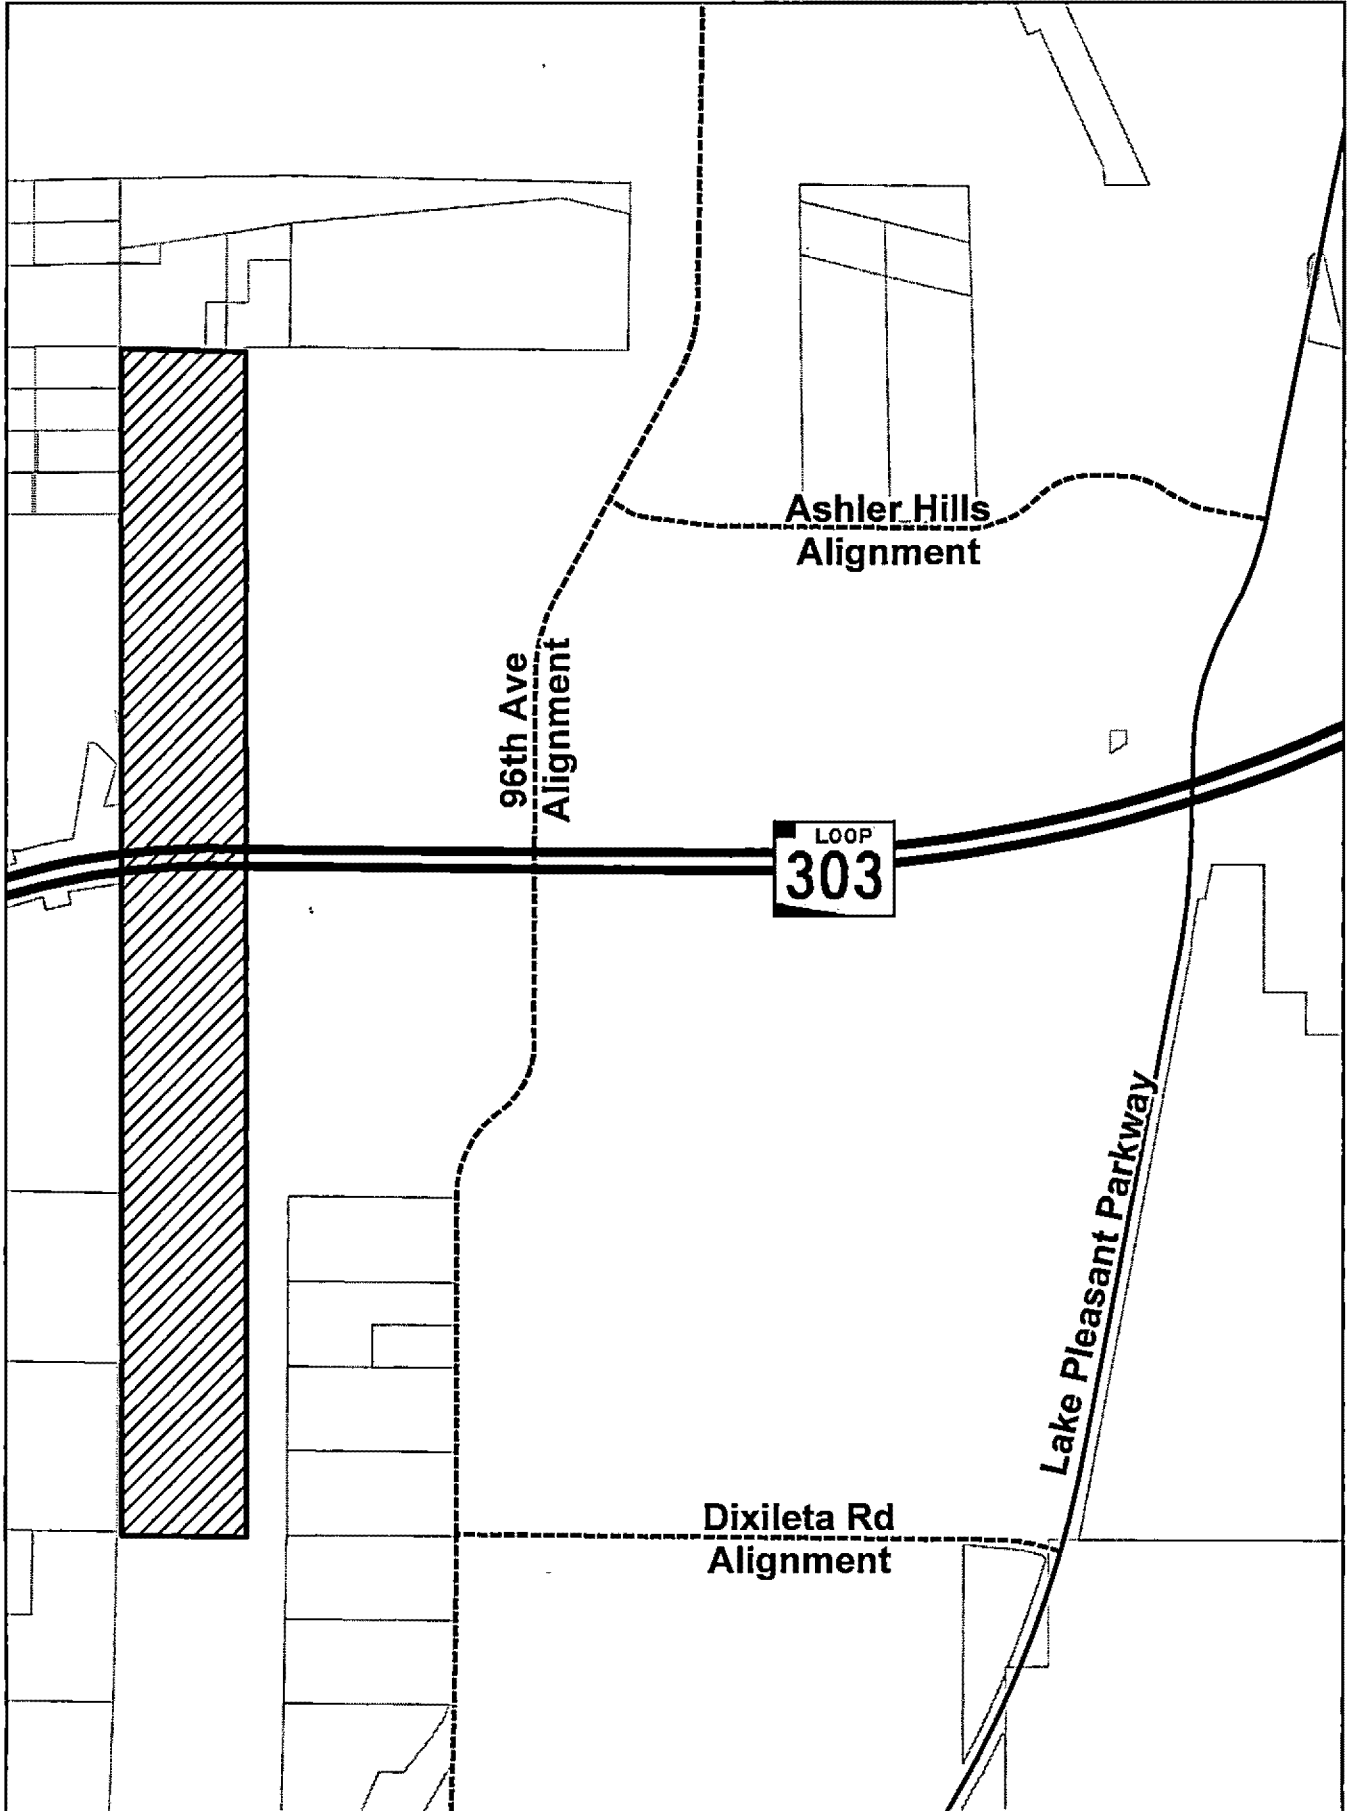 Ashler Hills
Alignment
96th Ave
Alignment
LOOP
303
Lake Pleasant Parkway
Dixileta Rd
Alignment